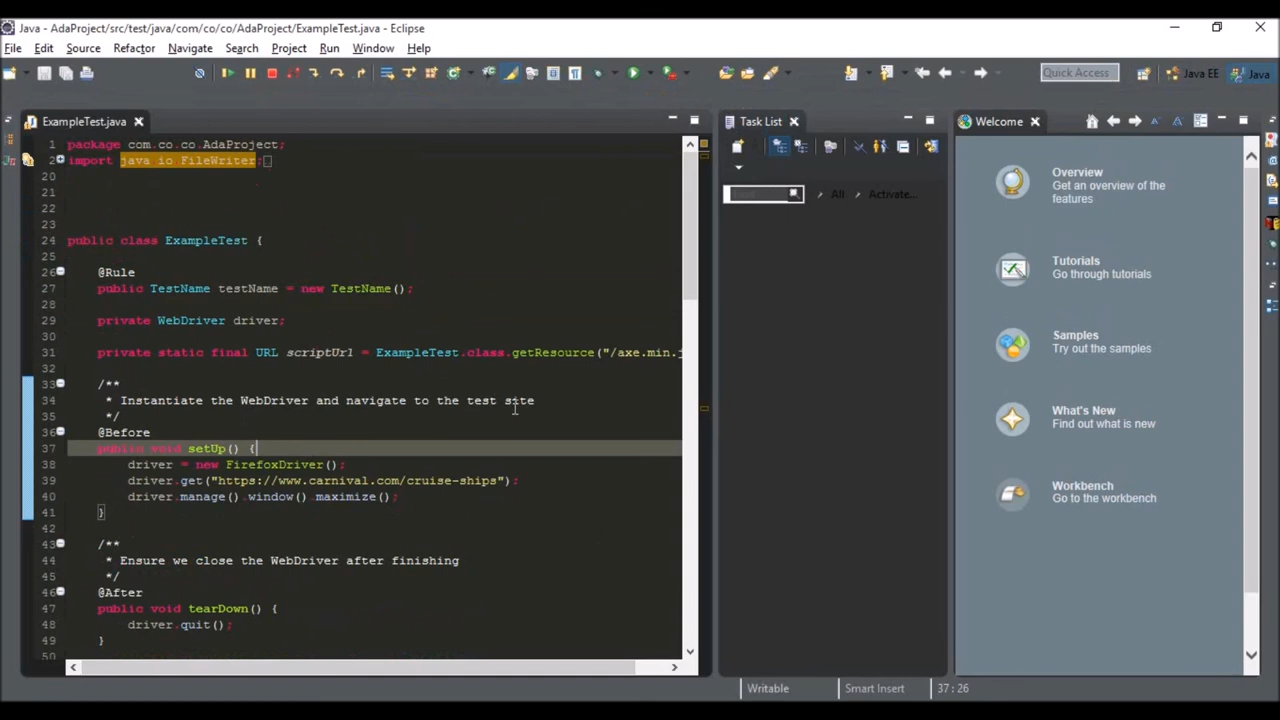 Java - AdaProject/src/test/java/com/co/co/AdaProject/ExampleTest.java - Eclipse
File Edit Source Refactor Navigate Search Project Run Window Help
Quick Access Java EE Java
ExampleTest.java
1 package com.co.co.AdaProject;
2 import java.io.FileWriter;
20
21
22
23
24 public class ExampleTest {
25
26 @Rule
27 public TestName testName = new TestName();
28
29 private WebDriver driver;
30
31 private static final URL scriptUrl = ExampleTest.class.getResource("/axe.min.j
32
33 /**
34 * Instantiate the WebDriver and navigate to the test site
35 */
36 @Before
37 public void setUp() {
38 driver = new FirefoxDriver();
39 driver.get("https://www.carnival.com/cruise-ships");
40 driver.manage().window().maximize();
41 }
42
43 /**
44 * Ensure we close the WebDriver after finishing
45 */
46 @After
47 public void tearDown() {
48 driver.quit();
49 }
50
Task List
All Activate...
Welcome
Overview
Get an overview of the
features
Tutorials
Go through tutorials
Samples
Try out the samples
What's New
Find out what is new
Workbench
Go to the workbench
Writable Smart Insert 37 : 26